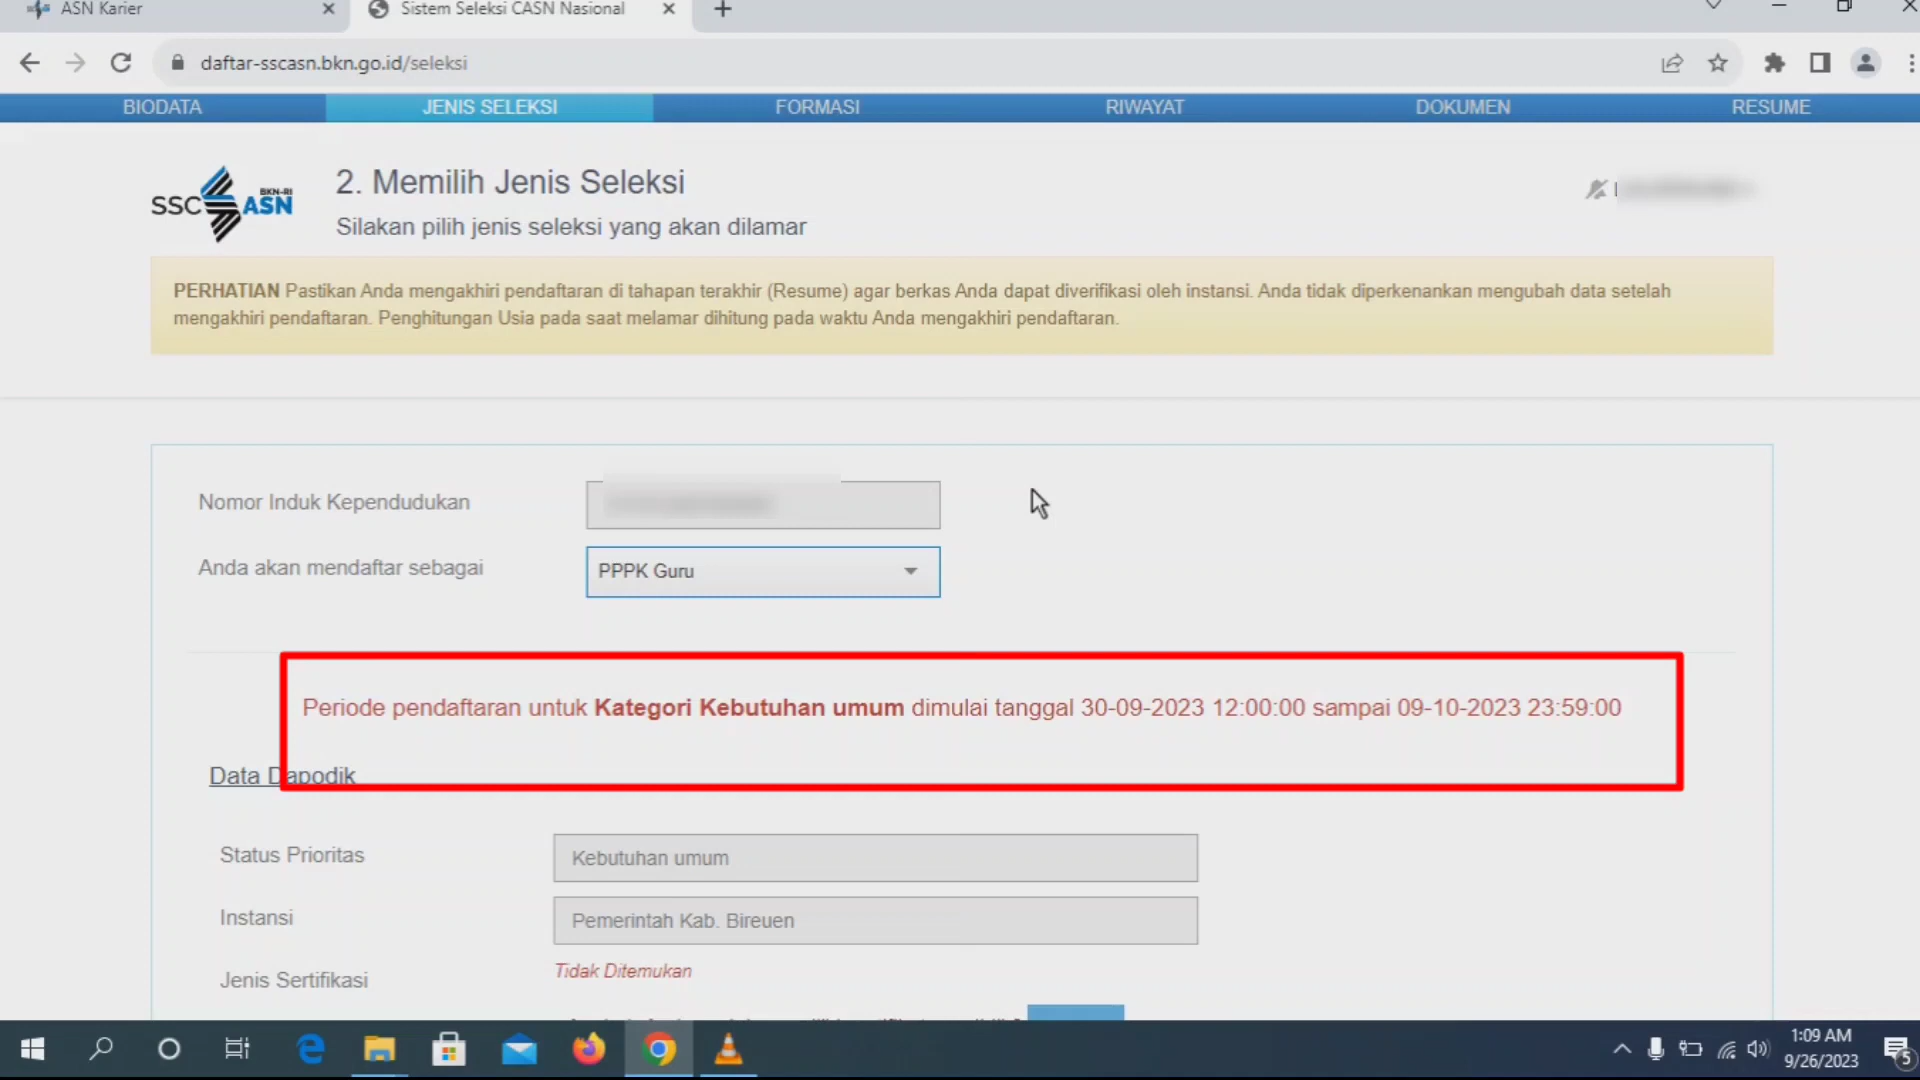 ASN Karier
Sistem Seleksi CASN Nasional
daftar-sscasn.bkn.go.id/seleksi
BIODATA
JENIS SELEKSI
FORMASI
RIWAYAT
DOKUMEN
RESUME
SSC ASN BKN-RI
2. Memilih Jenis Seleksi
Silakan pilih jenis seleksi yang akan dilamar
PERHATIAN Pastikan Anda mengakhiri pendaftaran di tahapan terakhir (Resume) agar berkas Anda dapat diverifikasi oleh instansi. Anda tidak diperkenankan mengubah data setelah
mengakhiri pendaftaran. Penghitungan Usia pada saat melamar dihitung pada waktu Anda mengakhiri pendaftaran.
Nomor Induk Kependudukan
Anda akan mendaftar sebagai
PPPK Guru
Periode pendaftaran untuk Kategori Kebutuhan umum dimulai tanggal 30-09-2023 12:00:00 sampai 09-10-2023 23:59:00
Data Dapodik
Status Prioritas
Kebutuhan umum
Instansi
Pemerintah Kab. Bireuen
Jenis Sertifikasi
Tidak Ditemukan
1:09 AM
9/26/2023
5